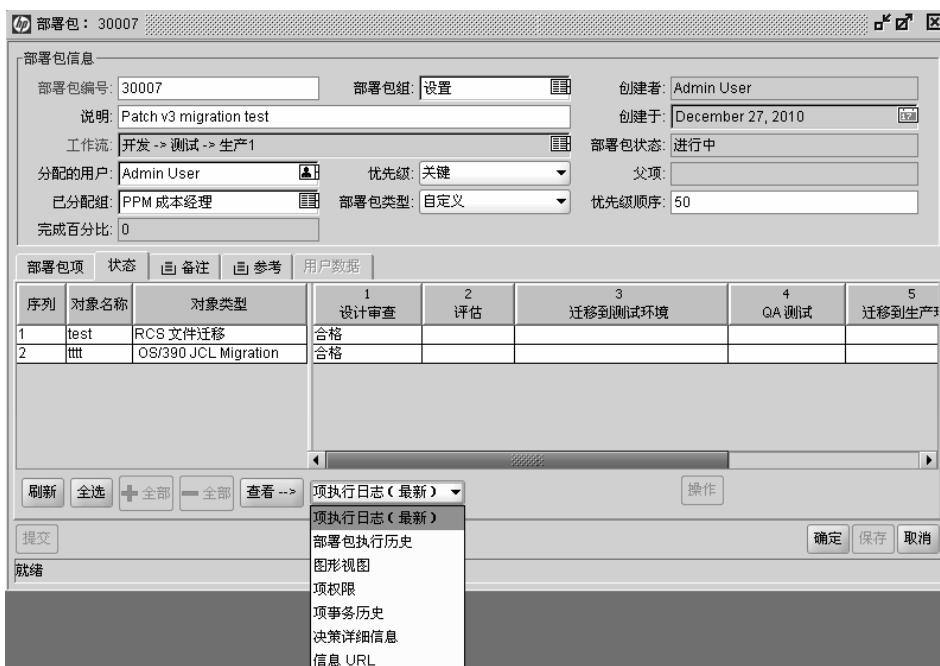 hp 部署包： 30007
部署包信息
部署包编号: 30007 部署包组: 设置 创建者: Admin User
说明: Patch v3 migration test 创建于: December 27, 2010
工作流: 开发 -> 测试 -> 生产1 部署包状态: 进行中
分配的用户: Admin User 优先级: 关键 父项:
已分配组: PPM 成本经理 部署包类型: 自定义 优先级顺序: 50
完成百分比: 0
部署包项 状态 备注 参考 用户数据
序列 对象名称 对象类型 1 设计审查 2 评估 3 迁移到测试环境 4 QA 测试 5 迁移到生产
1 test RCS 文件迁移 合格
2 tttt OS/390 JCL Migration 合格
刷新 全选 全部 全部 查看 --> 项执行日志（最新） 操作
项执行日志（最新）
部署包执行历史
图形视图
项权限
项事务历史
决策详细信息
信息 URL
提交 确定 保存 取消
就绪